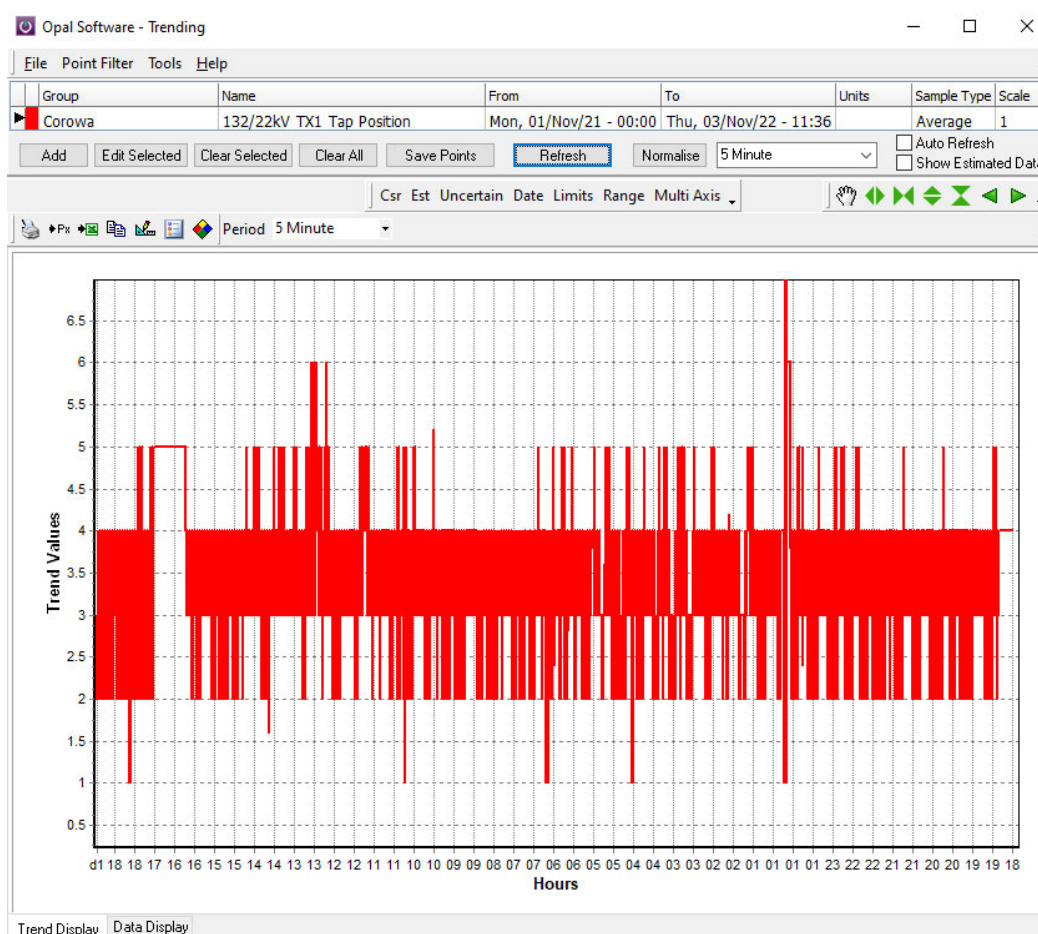 Opal Software - Trending
File Point Filter Tools Help
Group Name From To Units Sample Type Scale
Corowa 132/22kV TX1 Tap Position Mon, 01/Nov/21 - 00:00 Thu, 03/Nov/22 - 11:36 Average 1
Add Edit Selected Clear Selected Clear All Save Points Refresh Normalise 5 Minute Auto Refresh
Show Estimated Data
Csr Est Uncertain Date Limits Range Multi Axis
Period 5 Minute
6.5
6
5.5
5
4.5
4
3.5
3
2.5
2
1.5
1
0.5
Trend Values
d1 18 18 17 16 16 15 15 14 14 13 13 12 12 11 11 10 10 09 09 08 07 07 06 06 05 05 04 04 03 03 02 02 01 01 01 01 23 22 22 21 21 20 20 19 19 18
Hours
Trend Display Data Display